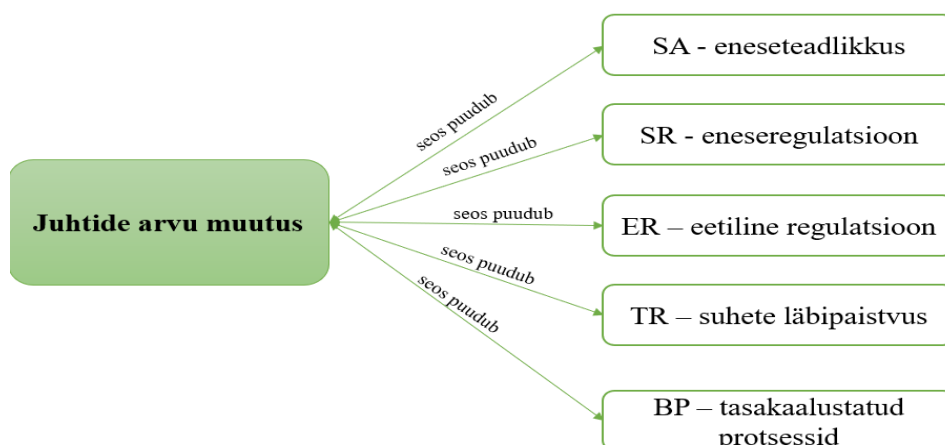 SA - eneseteadlikkus
seos puudub
SR - eneseregulatsioon
seos puudub
Juhtide arvu muutus
seos puudub
ER – eetiline regulatsioon
seos puudub
TR – suhete läbipaistvus
seos puudub
BP – tasakaalustatud
protsessid